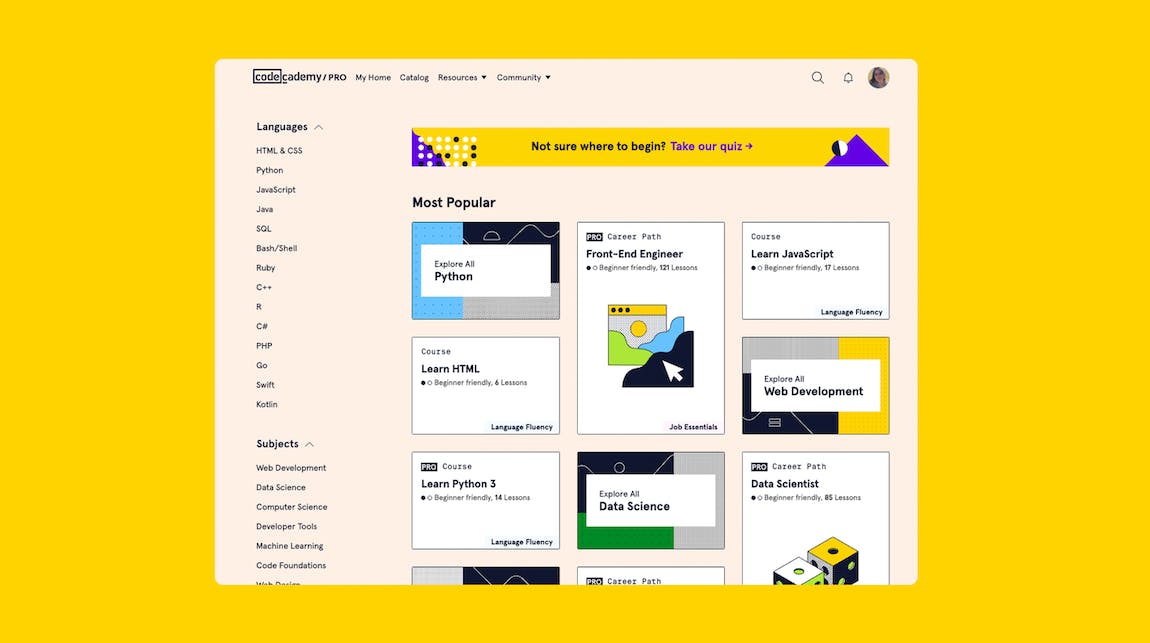 codecademy / PRO
My Home
Catalog
Resources
Community
Languages
HTML & CSS
Python
JavaScript
Java
SQL
Bash/Shell
Ruby
C++
R
C#
PHP
Go
Swift
Kotlin
Subjects
Web Development
Data Science
Computer Science
Developer Tools
Machine Learning
Code Foundations
Web Design
Not sure where to begin? Take our quiz →
Most Popular
Explore All
Python
PRO Career Path
Front-End Engineer
Beginner friendly, 121 Lessons
Job Essentials
Course
Learn JavaScript
Beginner friendly, 17 Lessons
Language Fluency
Course
Learn HTML
Beginner friendly, 6 Lessons
Language Fluency
Explore All
Web Development
PRO Course
Learn Python 3
Beginner friendly, 14 Lessons
Language Fluency
Explore All
Data Science
PRO Career Path
Data Scientist
Beginner friendly, 85 Lessons
PRO Career Path